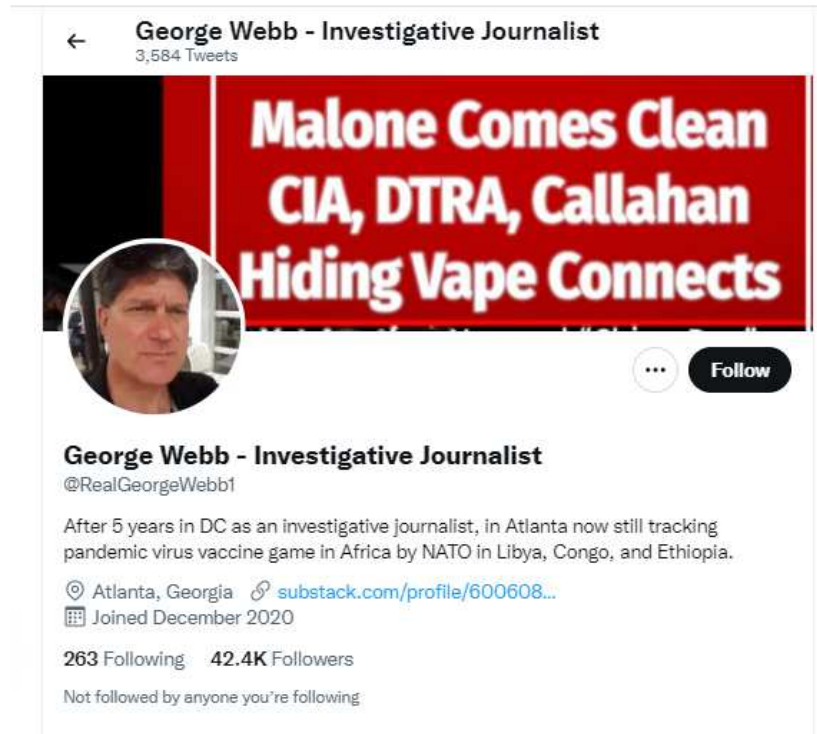 George Webb - Investigative Journalist
3,584 Tweets
Malone Comes Clean
CIA, DTRA, Callahan
Hiding Vape Connects
Follow
George Webb - Investigative Journalist
@RealGeorgeWebb1
After 5 years in DC as an investigative journalist, in Atlanta now still tracking
pandemic virus vaccine game in Africa by NATO in Libya, Congo, and Ethiopia.
Atlanta, Georgia substack.com/profile/600608...
Joined December 2020
263 Following 42.4K Followers
Not followed by anyone you're following